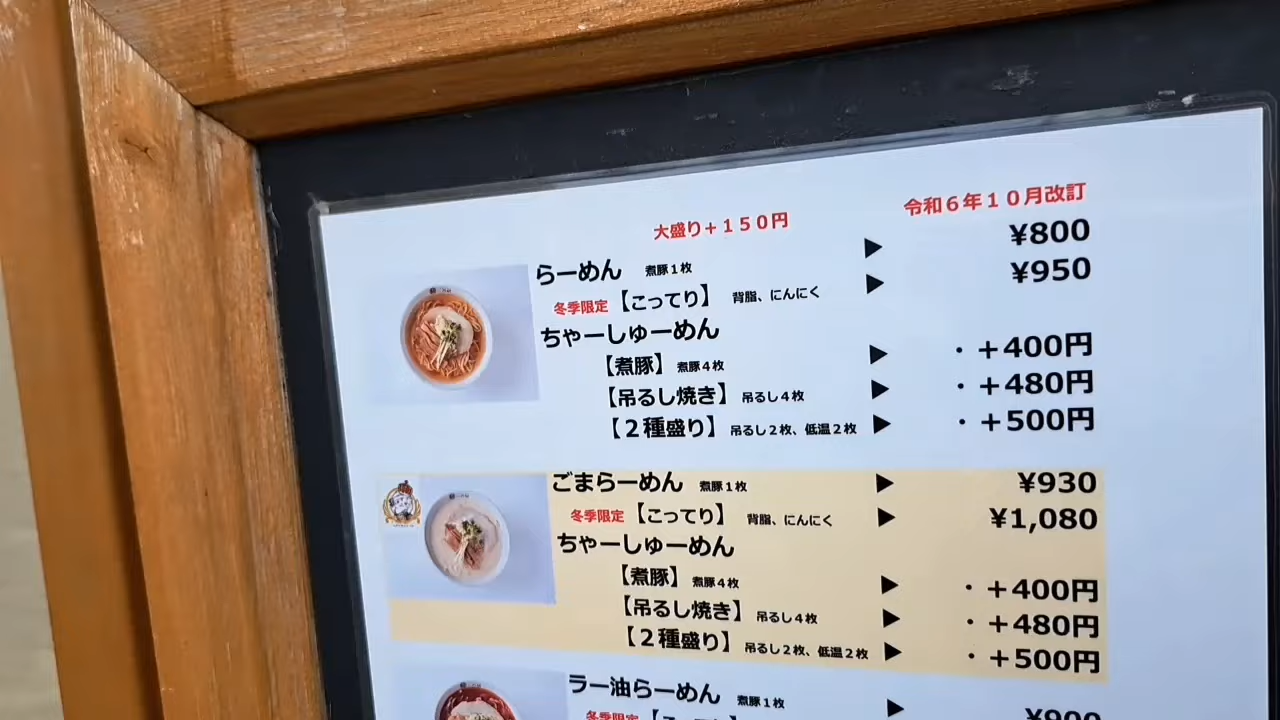 令和６年１０月改訂
大盛り＋１５０円
らーめん 煮豚１枚 ▶ ¥800
冬季限定【こってり】 背脂、にんにく ▶ ¥950
ちゃーしゅーめん
【煮豚】 煮豚４枚 ▶ ・＋400円
【吊るし焼き】 吊るし４枚 ▶ ・＋480円
【２種盛り】 吊るし２枚、低温２枚 ▶ ・＋500円
ごまらーめん 煮豚１枚 ▶ ¥930
冬季限定【こってり】 背脂、にんにく ▶ ¥1,080
ちゃーしゅーめん
【煮豚】 煮豚４枚 ▶ ・＋400円
【吊るし焼き】 吊るし４枚 ▶ ・＋480円
【２種盛り】 吊るし２枚、低温２枚 ▶ ・＋500円
ラー油らーめん 煮豚１枚 ▶ ¥900
冬季限定